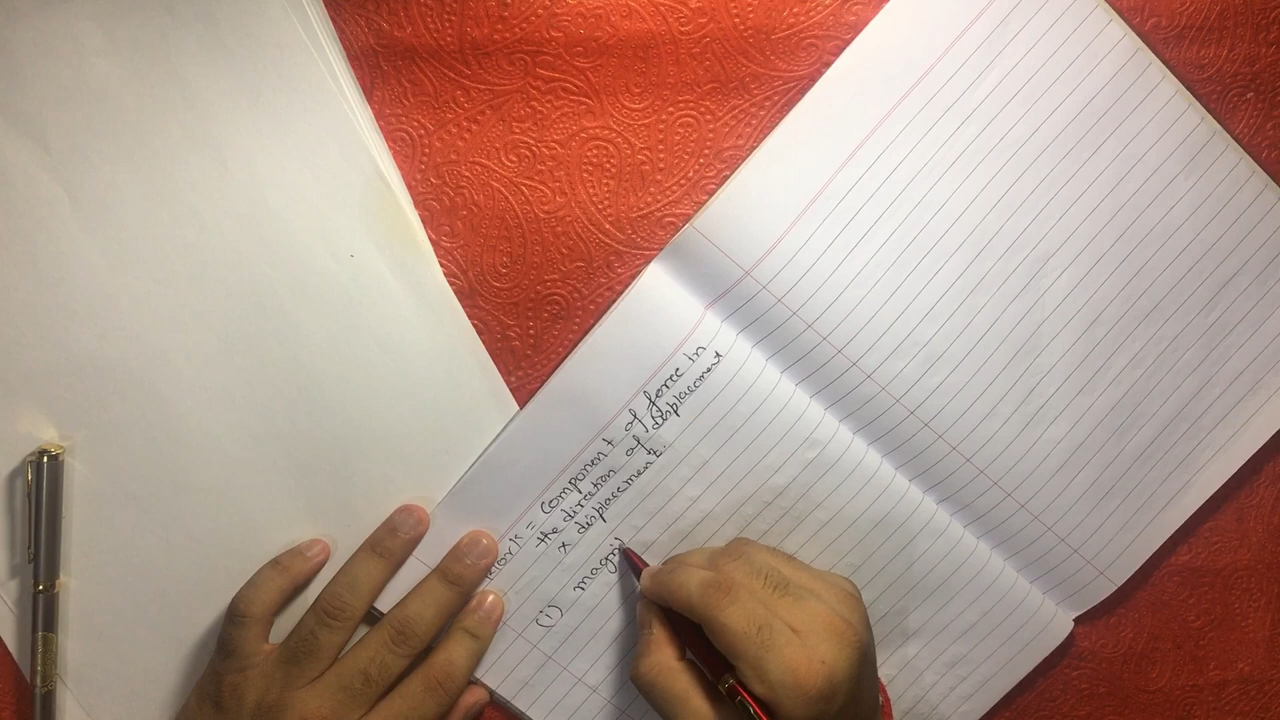 Work = Component of force in
the direction of displacement
x displacement.
(i) magni